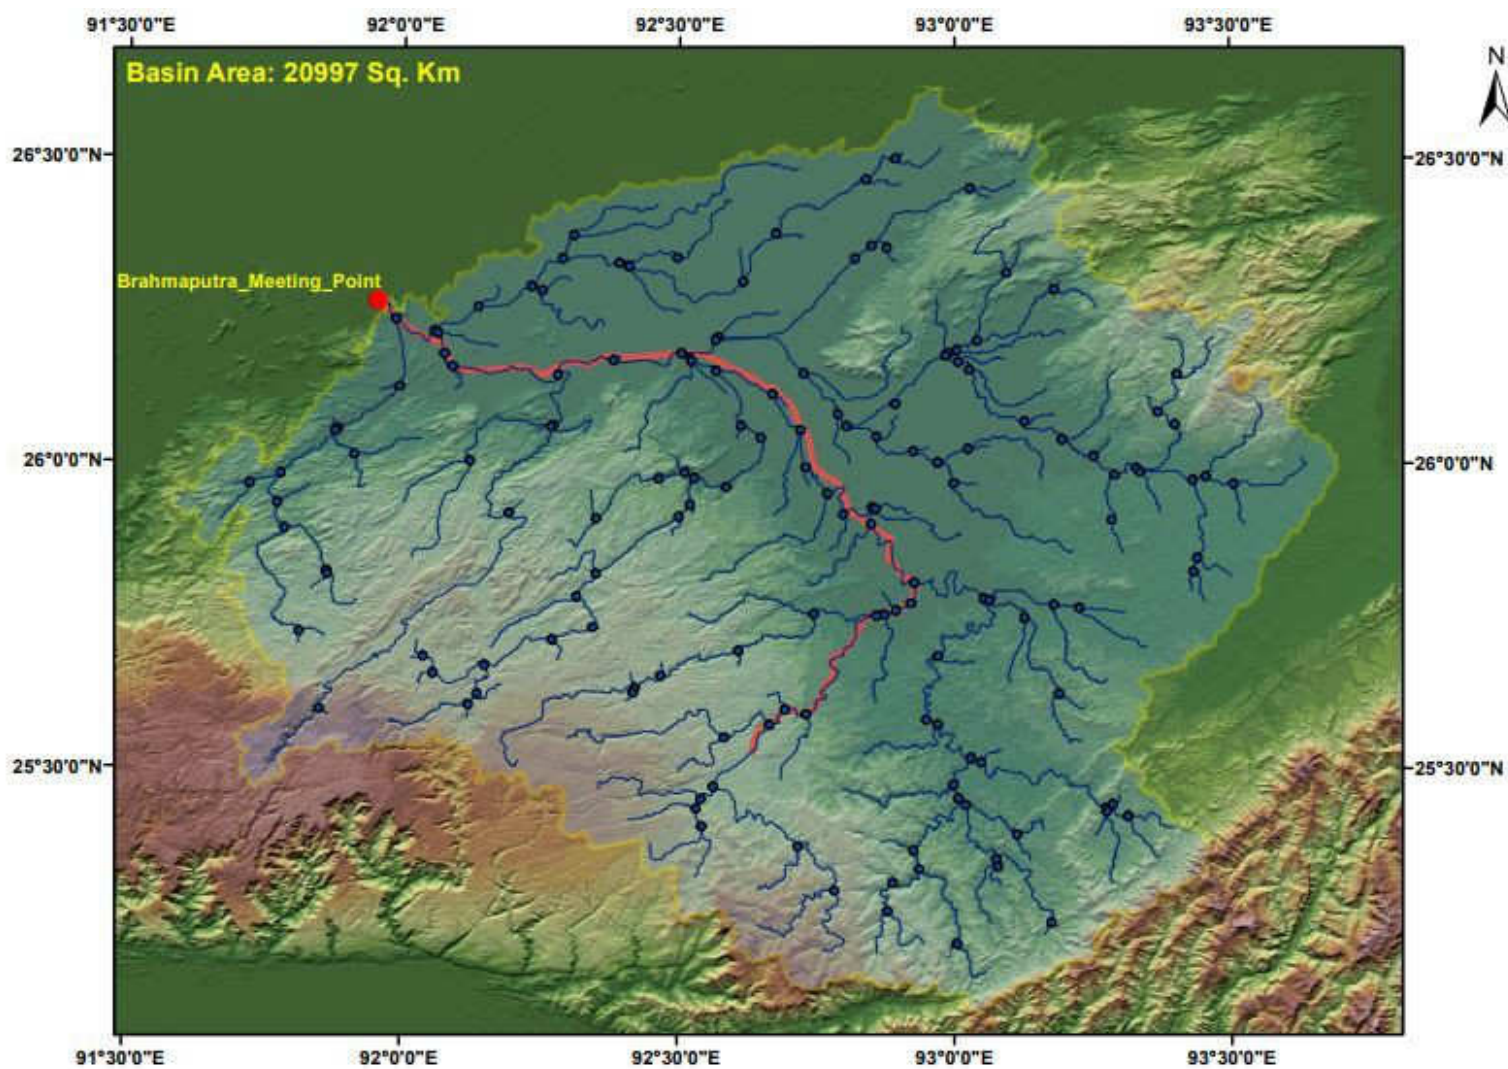 91°30'0"E 92°0'0"E 92°30'0"E 93°0'0"E 93°30'0"E
N
Basin Area: 20997 Sq. Km
26°30'0"N 26°30'0"N
Brahmaputra_Meeting_Point
26°0'0"N 26°0'0"N
25°30'0"N 25°30'0"N
91°30'0"E 92°0'0"E 92°30'0"E 93°0'0"E 93°30'0"E